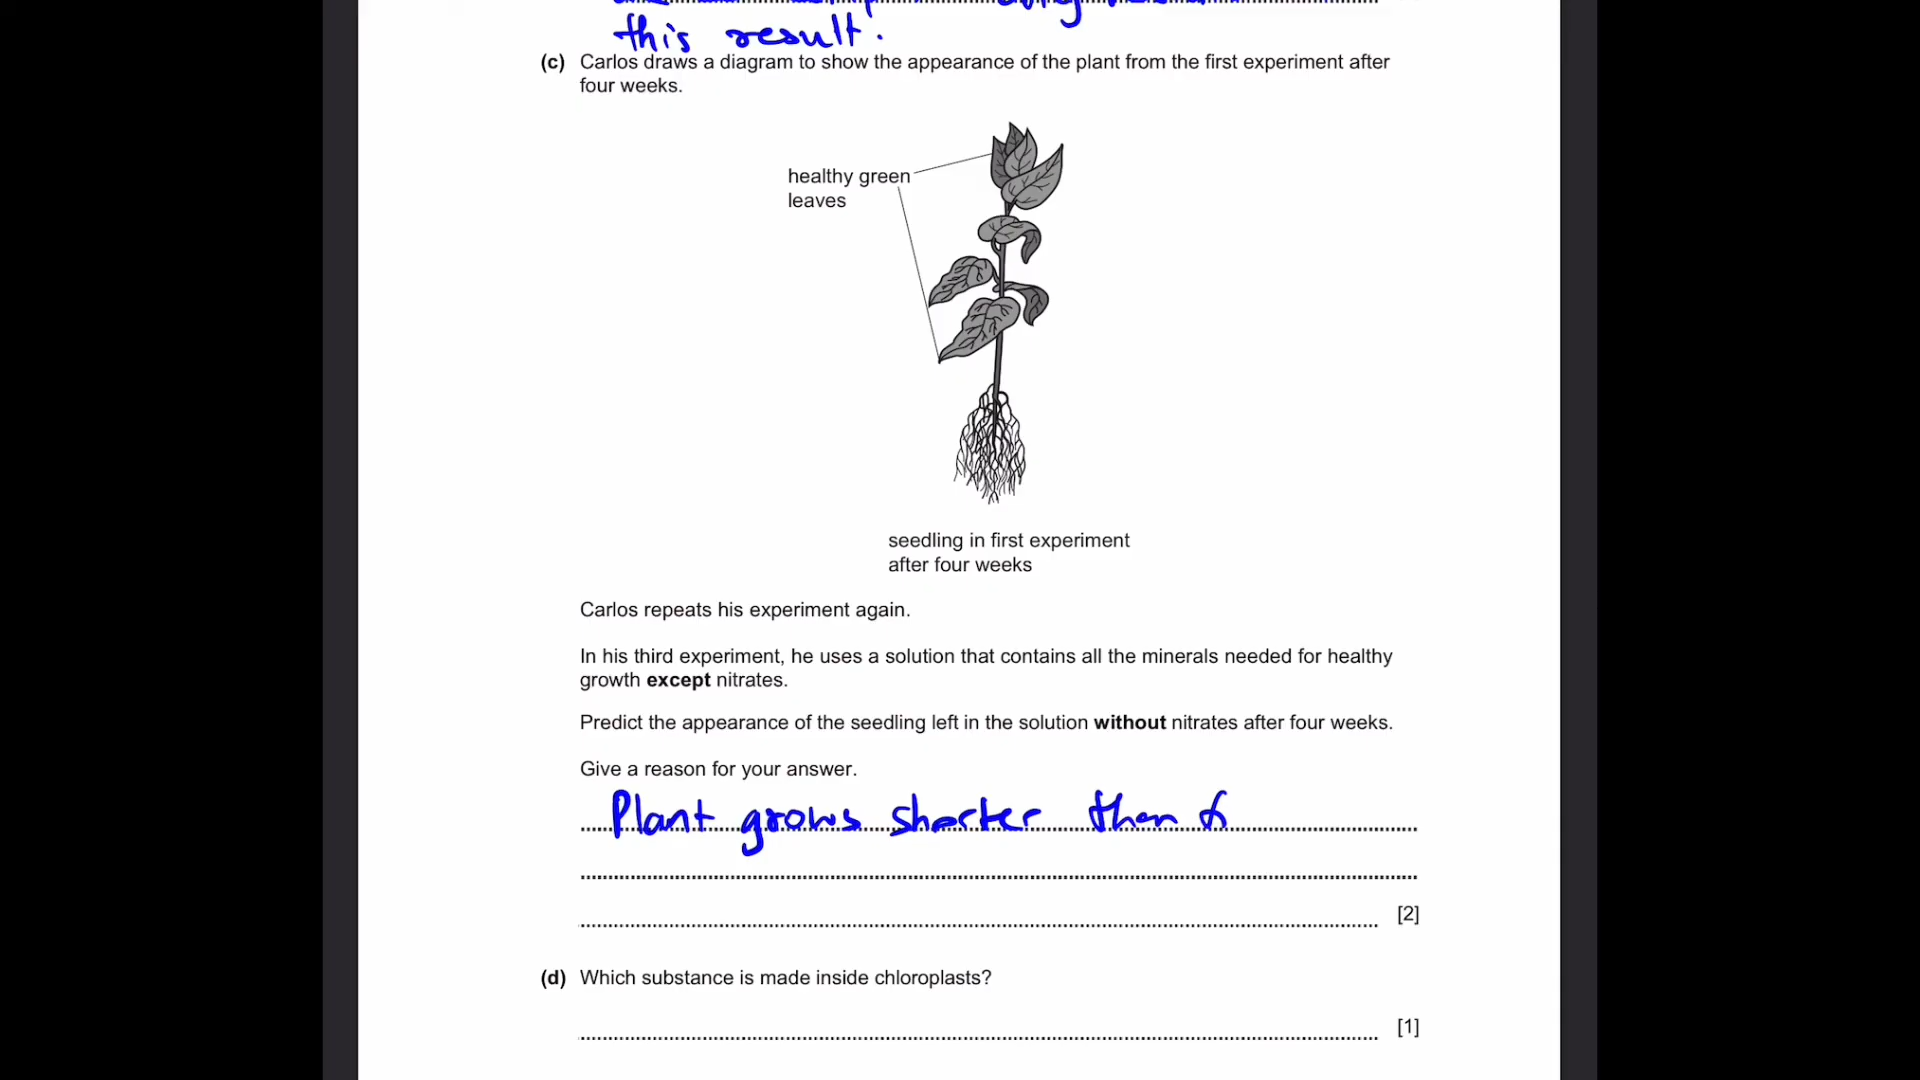 this result.
(c) Carlos draws a diagram to show the appearance of the plant from the first experiment after
four weeks.
healthy green
leaves
seedling in first experiment
after four weeks
Carlos repeats his experiment again.
In his third experiment, he uses a solution that contains all the minerals needed for healthy
growth except nitrates.
Predict the appearance of the seedling left in the solution without nitrates after four weeks.
Give a reason for your answer.
Plant grows shorter than
[2]
(d) Which substance is made inside chloroplasts?
[1]